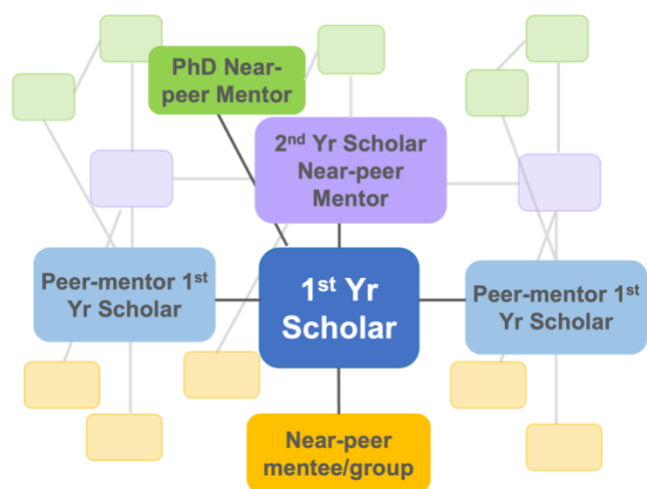 PhD Near-
peer Mentor
2nd Yr Scholar
Near-peer
Mentor
Peer-mentor 1st
Yr Scholar
1st Yr
Scholar
Peer-mentor 1st
Yr Scholar
Near-peer
mentee/group